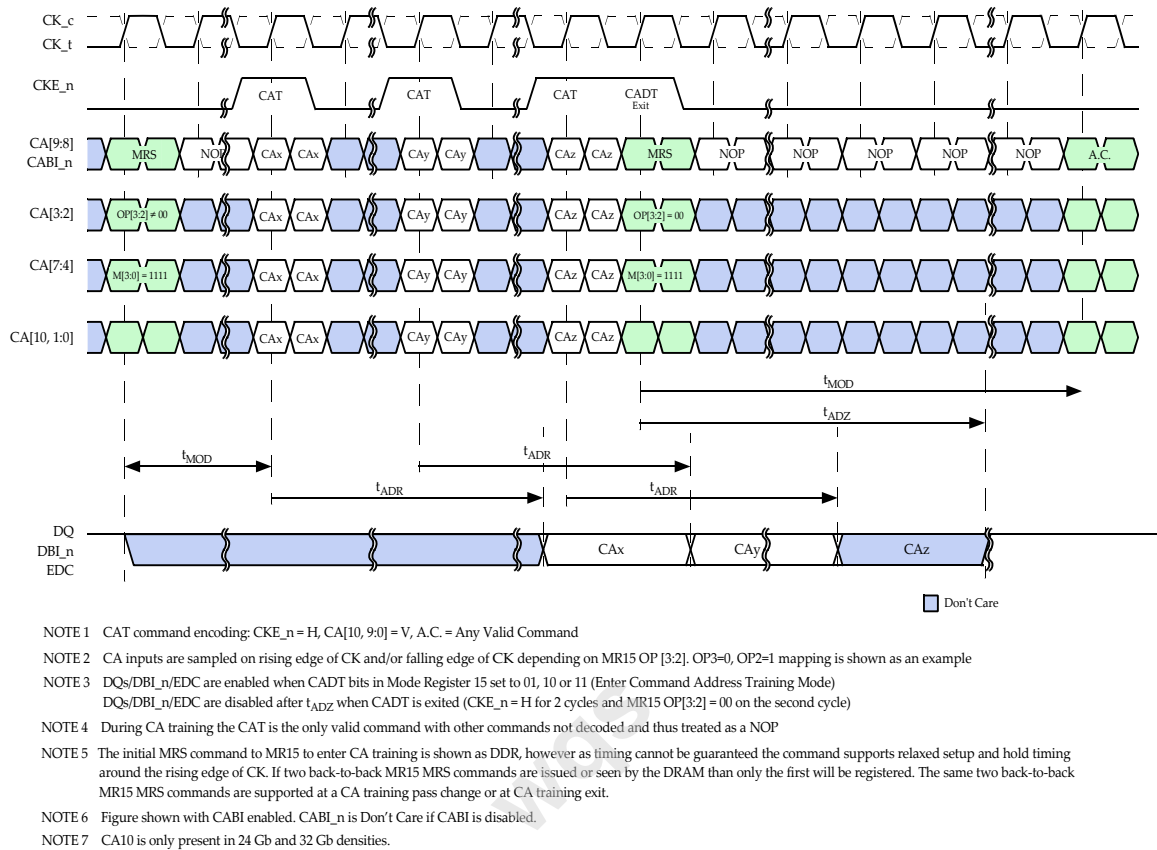 CK_c
CK_t
CKE_n
CAT
CAT
CAT
CADT
Exit
CA[9:8]
CABI_n
MRS
NOP
CAx
CAx
CAy
CAy
CAz
CAz
MRS
NOP
NOP
NOP
NOP
NOP
A.C.
CA[3:2]
OP[3:2] ≠ 00
CAx
CAx
CAy
CAy
CAz
CAz
OP[3:2] = 00
CA[7:4]
M[3:0] = 1111
CAx
CAx
CAy
CAy
CAz
CAz
M[3:0] = 1111
CA[10, 1:0]
CAx
CAx
CAy
CAy
CAz
CAz
tMOD
tADZ
tMOD
tADR
tADR
tADR
DQ
DBI_n
EDC
CAx
CAy
CAz
Don't Care
NOTE 1 CAT command encoding: CKE_n = H, CA[10, 9:0] = V, A.C. = Any Valid Command
NOTE 2 CA inputs are sampled on rising edge of CK and/or falling edge of CK depending on MR15 OP [3:2]. OP3=0, OP2=1 mapping is shown as an example
NOTE 3 DQs/DBI_n/EDC are enabled when CADT bits in Mode Register 15 set to 01, 10 or 11 (Enter Command Address Training Mode)
DQs/DBI_n/EDC are disabled after tADZ when CADT is exited (CKE_n = H for 2 cycles and MR15 OP[3:2] = 00 on the second cycle)
NOTE 4 During CA training the CAT is the only valid command with other commands not decoded and thus treated as a NOP
NOTE 5 The initial MRS command to MR15 to enter CA training is shown as DDR, however as timing cannot be guaranteed the command supports relaxed setup and hold timing
around the rising edge of CK. If two back-to-back MR15 MRS commands are issued or seen by the DRAM than only the first will be registered. The same two back-to-back
MR15 MRS commands are supported at a CA training pass change or at CA training exit.
NOTE 6 Figure shown with CABI enabled. CABI_n is Don't Care if CABI is disabled.
NOTE 7 CA10 is only present in 24 Gb and 32 Gb densities.
wqs